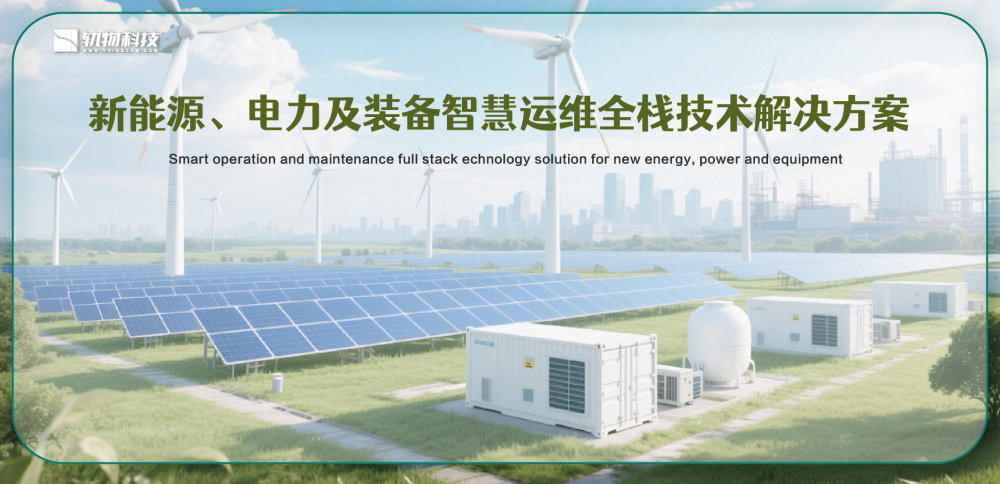 轨物科技
新能源、电力及装备智慧运维全栈技术解决方案
Smart operation and maintenance full stack echnology solution for new energy, power and equipment